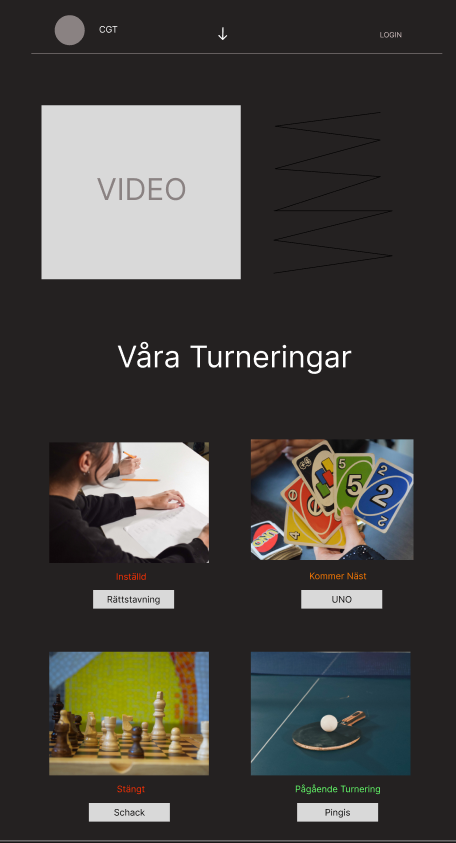 CGT
LOGIN
VIDEO
Våra Turneringar
Inställd
Kommer Näst
Rättstavning
UNO
Stängt
Pågående Turnering
Schack
Pingis